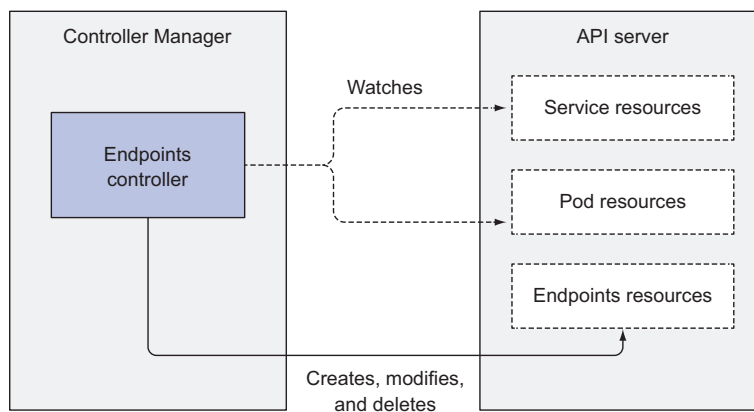 Controller Manager
API server
Watches
Service resources
Endpoints
controller
Pod resources
Endpoints resources
Creates, modifies,
and deletes